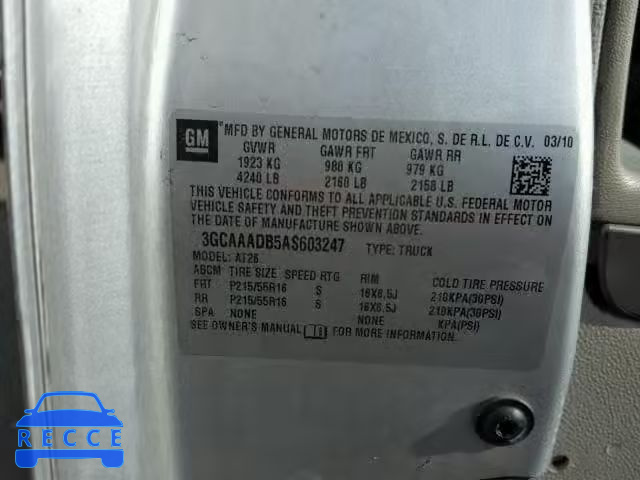 GM
MFD BY GENERAL MOTORS DE MEXICO, S. DE R.L. DE C.V. 03/10
GVWR GAWR FRT GAWR RR
1923 KG 980 KG 979 KG
4240 LB 2160 LB 2158 LB
THIS VEHICLE CONFORMS TO ALL APPLICABLE U.S. FEDERAL MOTOR
VEHICLE SAFETY AND THEFT PREVENTION STANDARDS IN EFFECT ON
THE DATE OF MANUFACTURE SHOWN ABOVE.
3GCAAADB5AS603247 TYPE: TRUCK
MODEL: AT26
ABCM TIRE SIZE SPEED RTG RIM COLD TIRE PRESSURE
FRT P215/55R16 S 16X6.5J 210KPA(30PSI)
RR P215/55R16 S 16X6.5J 210KPA(30PSI)
SPA NONE NONE KPA(PSI)
SEE OWNER'S MANUAL FOR MORE INFORMATION.
RECCE